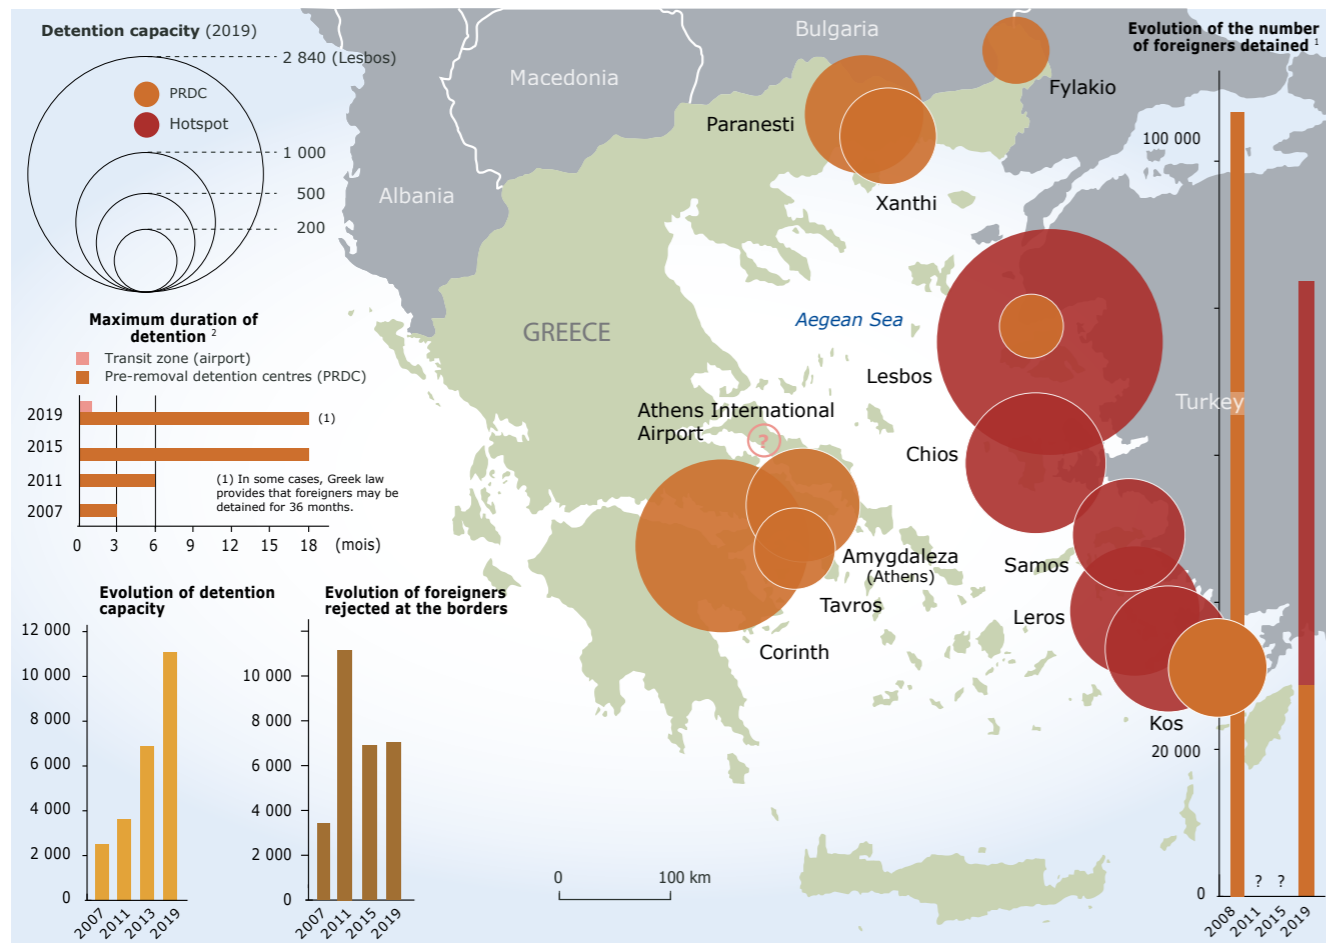 Detention capacity (2019)
2 840 (Lesbos)
PRDC
Hotspot
1 000
500
200
Maximum duration of
detention 2
Transit zone (airport)
Pre-removal detention centres (PRDC)
2019
(1)
2015
2011
2007
(1) In some cases, Greek law
provides that foreigners may be
detained for 36 months.
0 3 6 9 12 15 18 (mois)
Evolution of detention
capacity
12 000
10 000
8 000
6 000
4 000
2 000
0
2007 2011 2013 2019
Evolution of foreigners
rejected at the borders
10 000
8 000
6 000
4 000
2 000
0
2007 2011 2015 2019
Bulgaria
Macedonia
Albania
GREECE
Turkey
Aegean Sea
Fylakio
Paranesti
Xanthi
Lesbos
Athens International
Airport
?
Chios
Samos
Leros
Kos
Amygdaleza
(Athens)
Tavros
Corinth
0 100 km
Evolution of the number
of foreigners detained 1
100 000
20 000
0
? ?
2008 2011 2015 2019